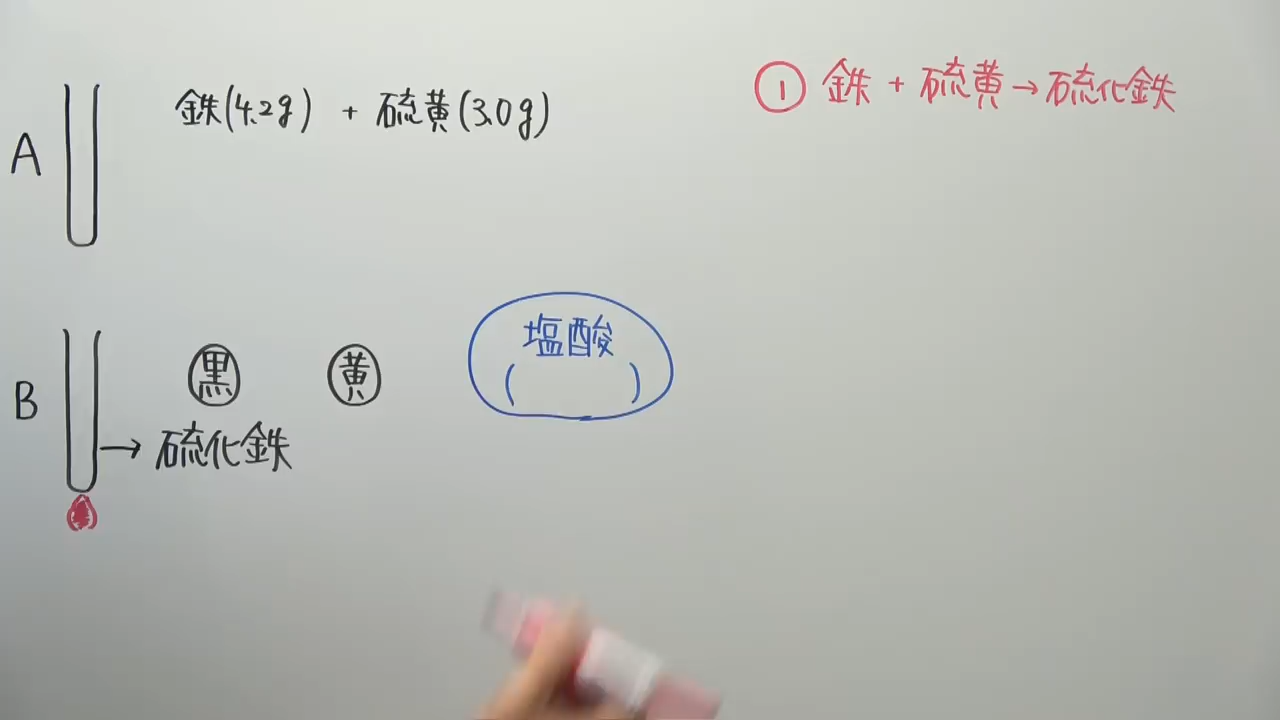 A 鉄(4.2g) + 硫黄(3.0g)
① 鉄 + 硫黄→硫化鉄
B 黒 黄
→硫化鉄
塩酸
( )